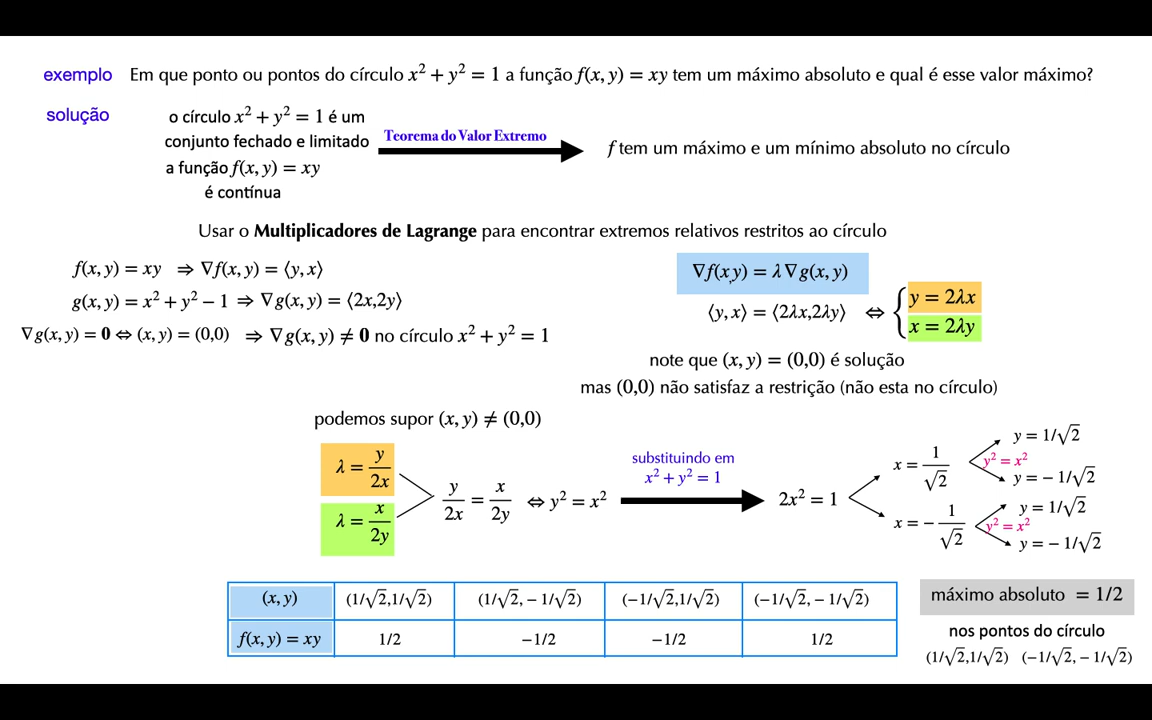 exemplo Em que ponto ou pontos do círculo x² + y² = 1 a função f(x, y) = xy tem um máximo absoluto e qual é esse valor máximo?
solução
o círculo x² + y² = 1 é um
conjunto fechado e limitado
a função f(x, y) = xy
é contínua
Teorema do Valor Extremo
f tem um máximo e um mínimo absoluto no círculo
Usar o Multiplicadores de Lagrange para encontrar extremos relativos restritos ao círculo
f(x, y) = xy ⇒ ∇f(x, y) = ⟨y, x⟩
g(x, y) = x² + y² − 1 ⇒ ∇g(x, y) = ⟨2x,2y⟩
∇g(x, y) = 0 ⇔ (x, y) = (0,0) ⇒ ∇g(x, y) ≠ 0 no círculo x² + y² = 1
∇f(x,y) = λ∇g(x, y)
⟨y, x⟩ = ⟨2λx,2λy⟩ ⇔ { y = 2λx
x = 2λy
note que (x, y) = (0,0) é solução
mas (0,0) não satisfaz a restrição (não esta no círculo)
podemos supor (x, y) ≠ (0,0)
λ = y/2x
λ = x/2y
y/2x = x/2y ⇔ y² = x²
substituindo em
x² + y² = 1
2x² = 1
x = 1/√2
y² = x²
y = 1/√2
y = − 1/√2
x = − 1/√2
y² = x²
y = 1/√2
y = − 1/√2
(x, y) (1/√2,1/√2) (1/√2, − 1/√2) (−1/√2,1/√2) (−1/√2, − 1/√2)
f(x, y) = xy 1/2 −1/2 −1/2 1/2
máximo absoluto = 1/2
nos pontos do círculo
(1/√2,1/√2) (−1/√2, − 1/√2)